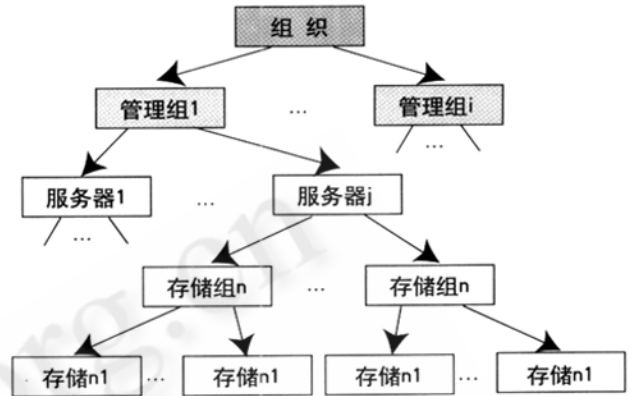 组 织
管理组1 ... 管理组i
...
服务器1 ... 服务器j
...
存储组n ... 存储组n
存储n1 ... 存储n1 存储n1 ... 存储n1
rg.on